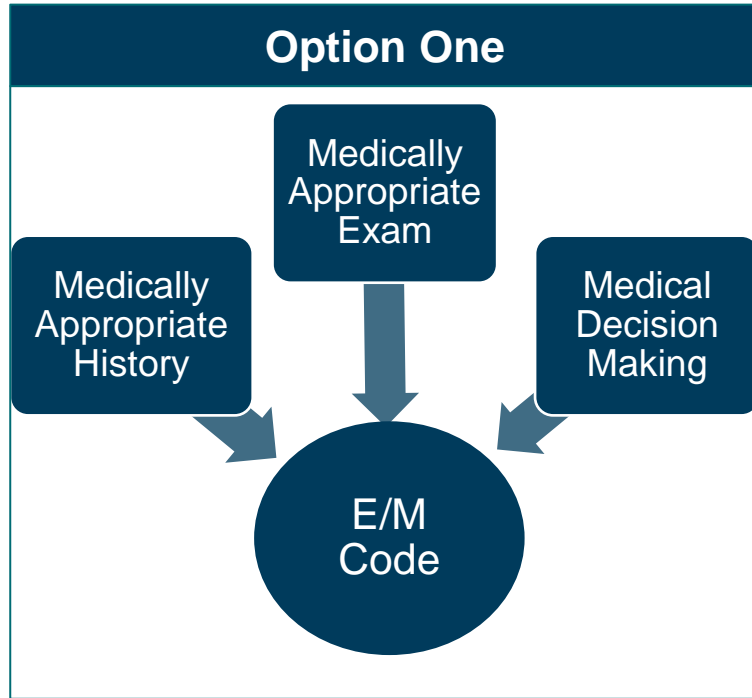 Option One
Medically
Appropriate
Exam
Medically
Appropriate
History
Medical
Decision
Making
E/M
Code